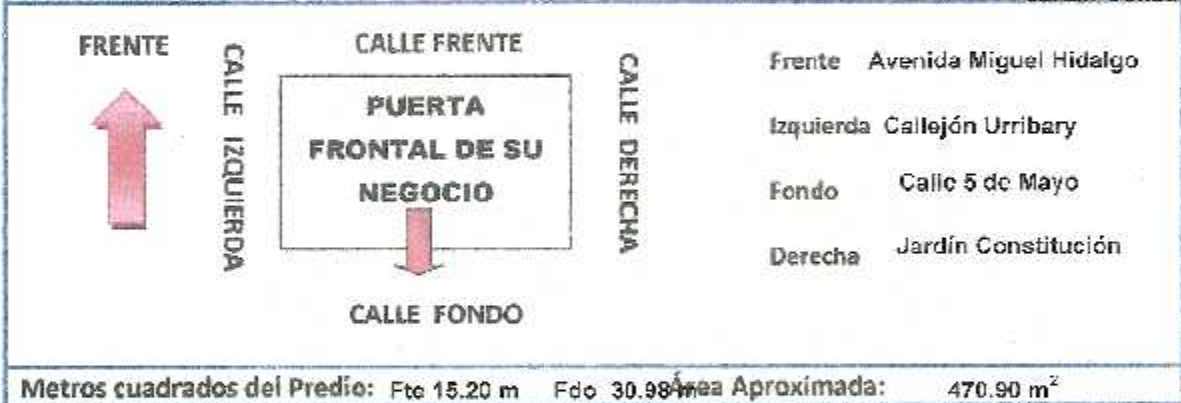 FRENTE
CALLE IZQUIERDA
CALLE FRENTE
PUERTA
FRONTAL DE SU
NEGOCIO
CALLE DERECHA
CALLE FONDO
Frente Avenida Miguel Hidalgo
Izquierda Callejón Urribary
Fondo Calle 5 de Mayo
Derecha Jardín Constitución
Metros cuadrados del Predio: Fte 15.20 m Fdo 30.98 m Área Aproximada: 470.90 m²